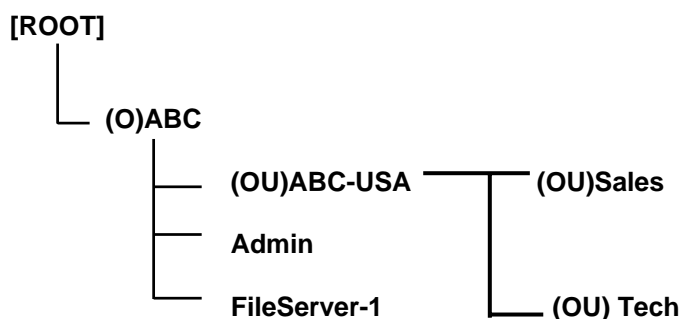 [ROOT]
(O)ABC
(OU)ABC-USA (OU)Sales
Admin
FileServer-1 (OU) Tech